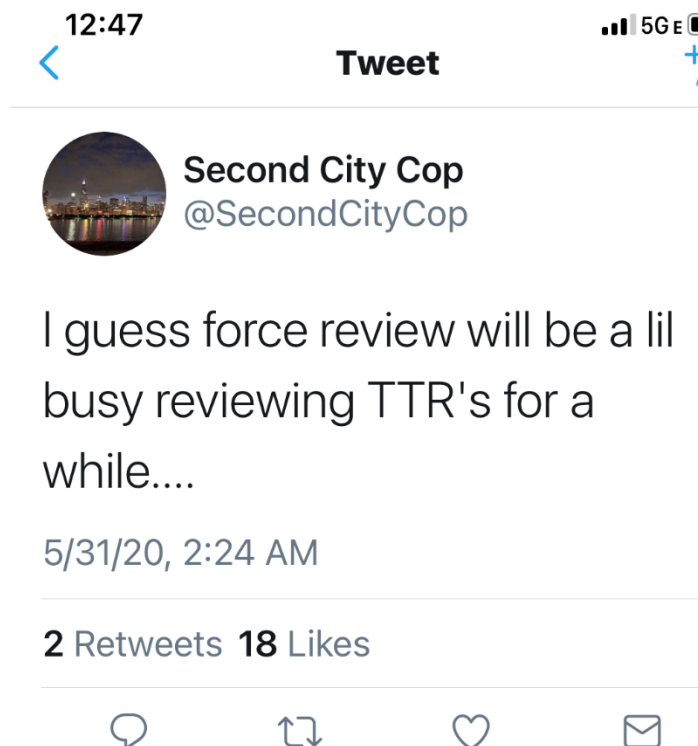 12:47
5G E
Tweet
Second City Cop
@SecondCityCop
I guess force review will be a lil
busy reviewing TTR's for a
while....
5/31/20, 2:24 AM
2 Retweets 18 Likes